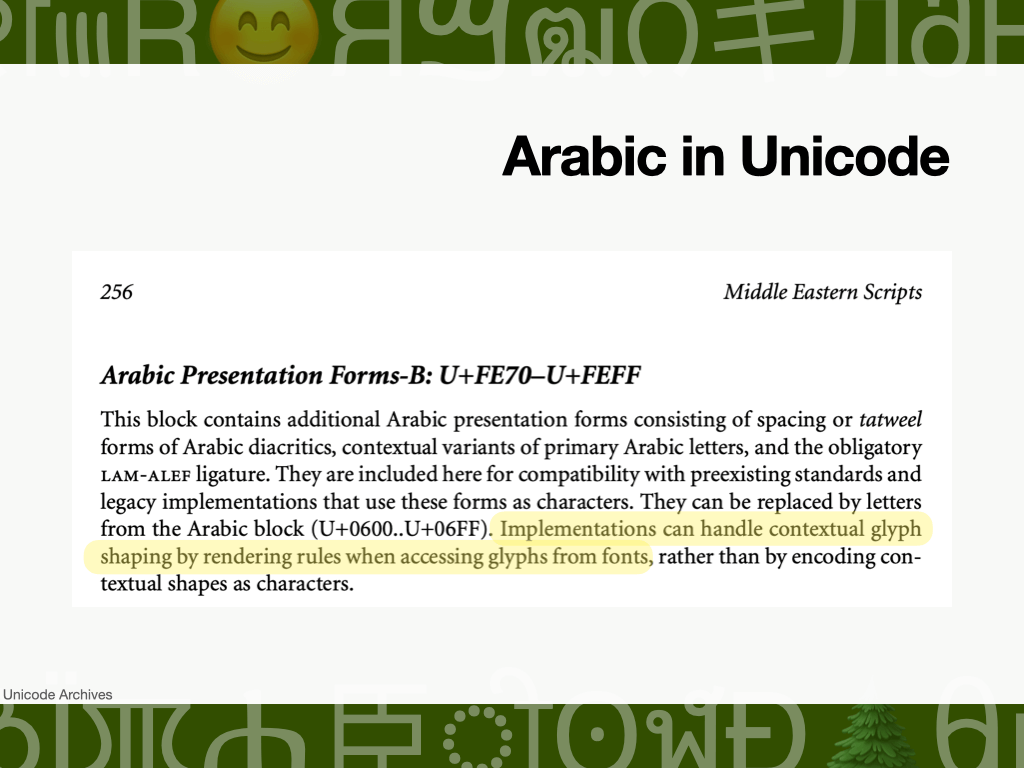 Arabic in Unicode
256 Middle Eastern Scripts
Arabic Presentation Forms-B: U+FE70–U+FEFF
This block contains additional Arabic presentation forms consisting of spacing or tatweel
forms of Arabic diacritics, contextual variants of primary Arabic letters, and the obligatory
LAM-ALEF ligature. They are included here for compatibility with preexisting standards and
legacy implementations that use these forms as characters. They can be replaced by letters
from the Arabic block (U+0600..U+06FF). Implementations can handle contextual glyph
shaping by rendering rules when accessing glyphs from fonts, rather than by encoding con-
textual shapes as characters.
Unicode Archives